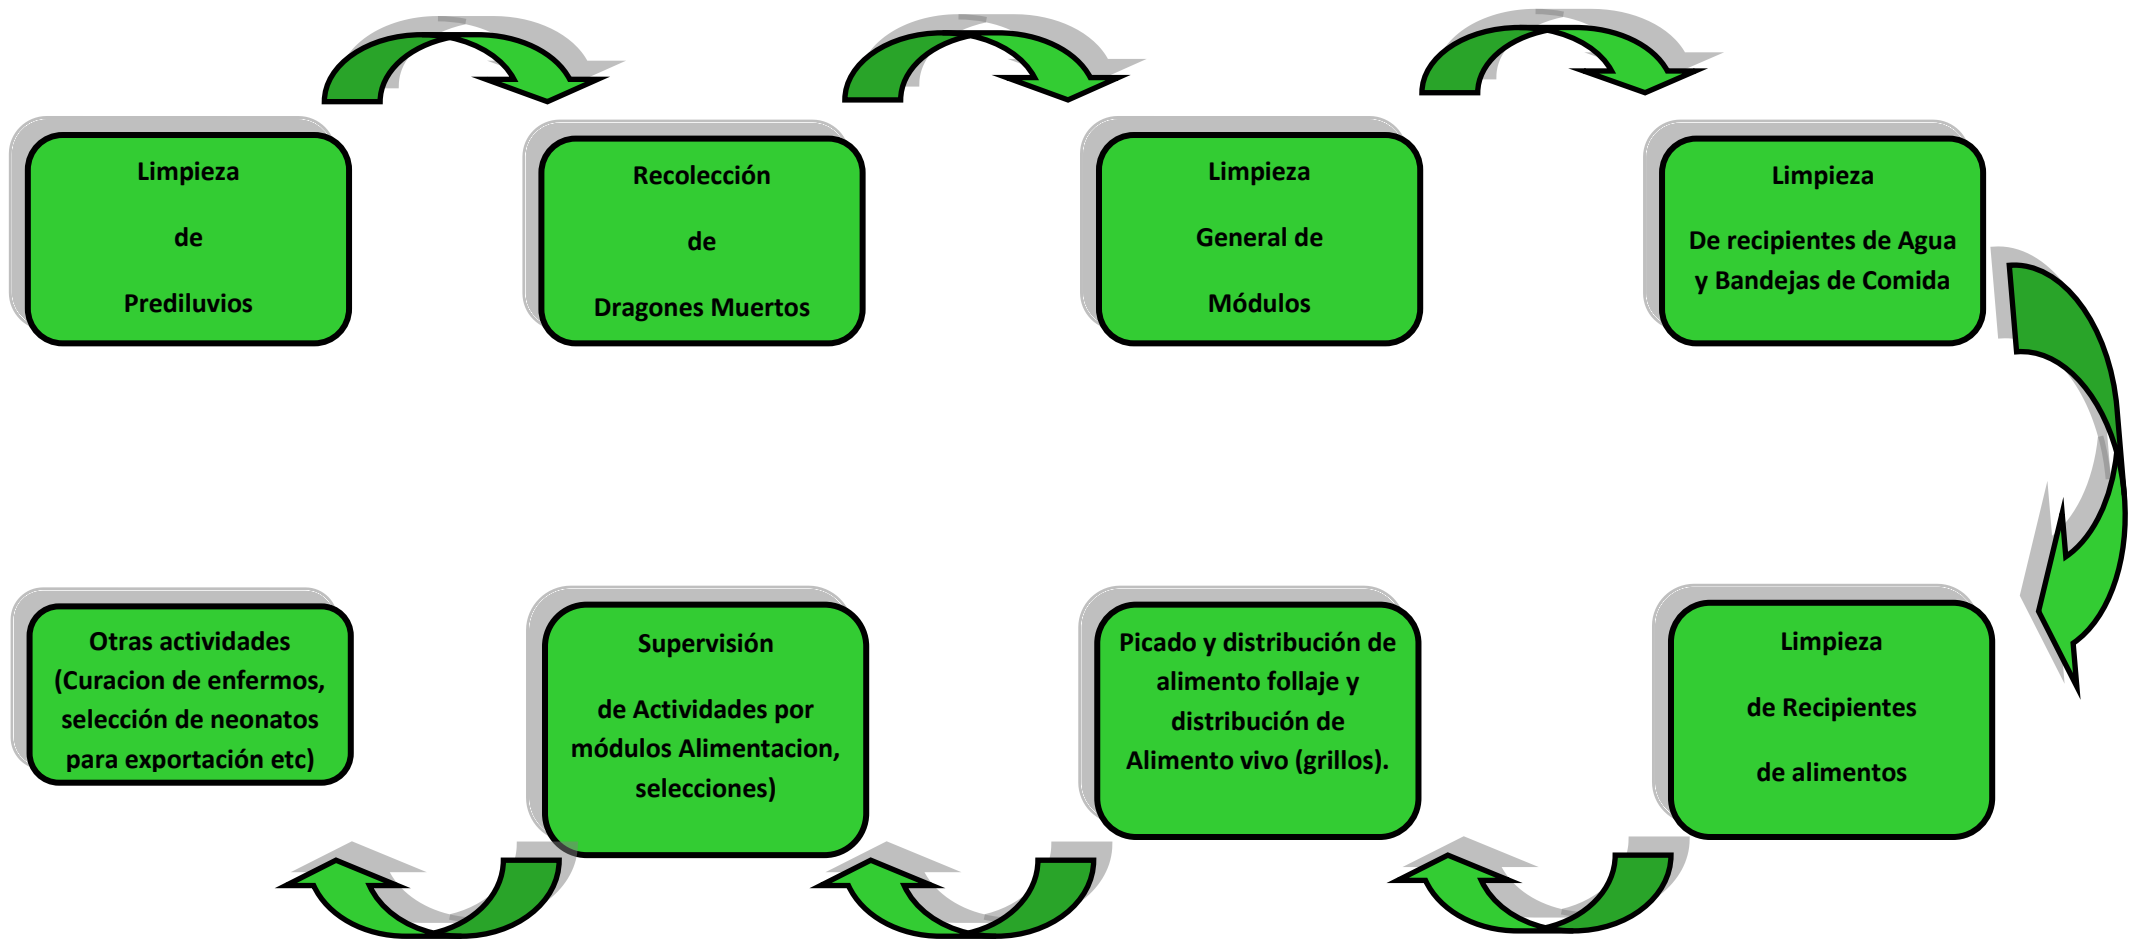 Limpieza
de
Prediluvios
Recolección
de
Dragones Muertos
Limpieza
General de
Módulos
Limpieza
De recipientes de Agua
y Bandejas de Comida
Limpieza
de Recipientes
de alimentos
Picado y distribución de
alimento follaje y
distribución de
Alimento vivo (grillos).
Supervisión
de Actividades por
módulos Alimentacion,
selecciones)
Otras actividades
(Curacion de enfermos,
selección de neonatos
para exportación etc)